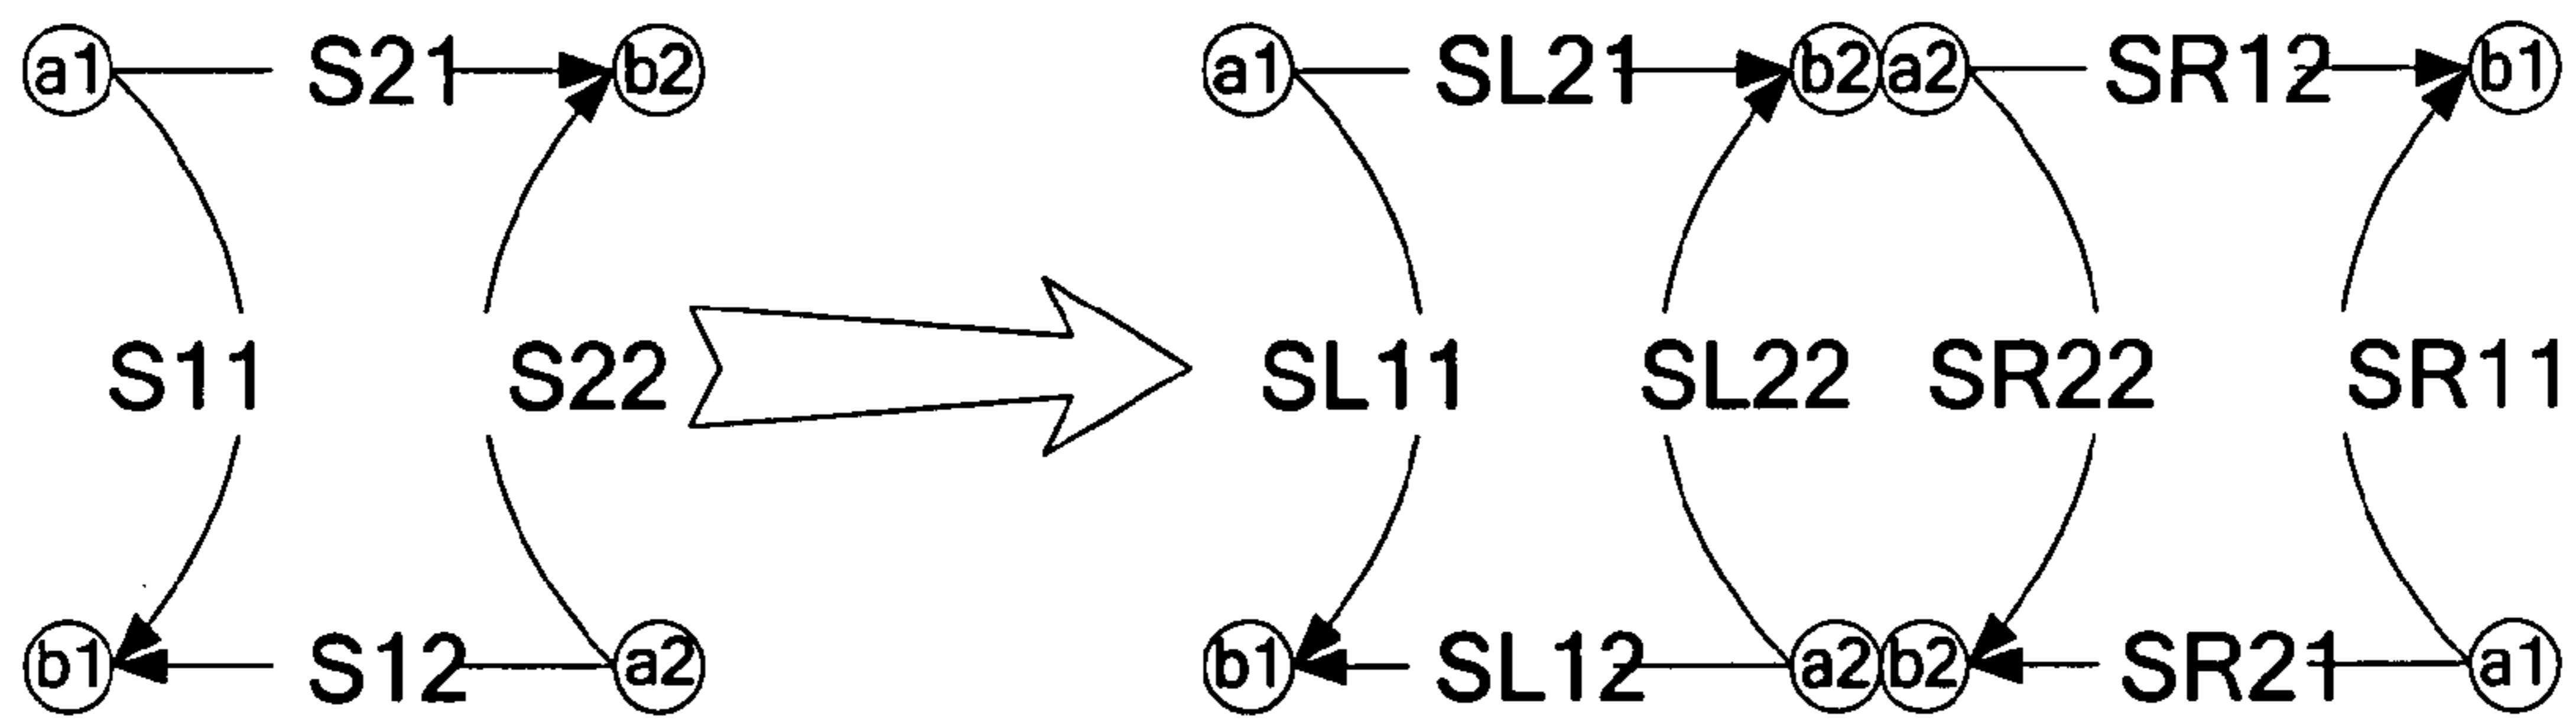 a1 S21 b2 a1 SL21 b2 a2 SR12 b1
S11 S22 SL11 SL22 SR22 SR11
b1 S12 a2 b1 SL12 a2 b2 SR21 a1